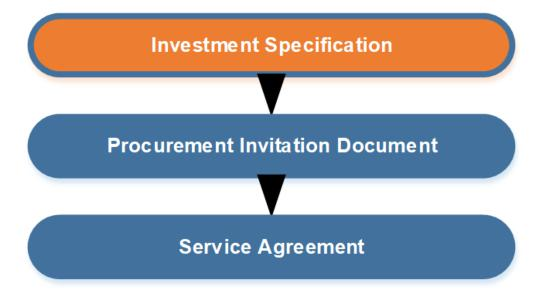 Investment Specification
Procurement Invitation Document
Service Agreement